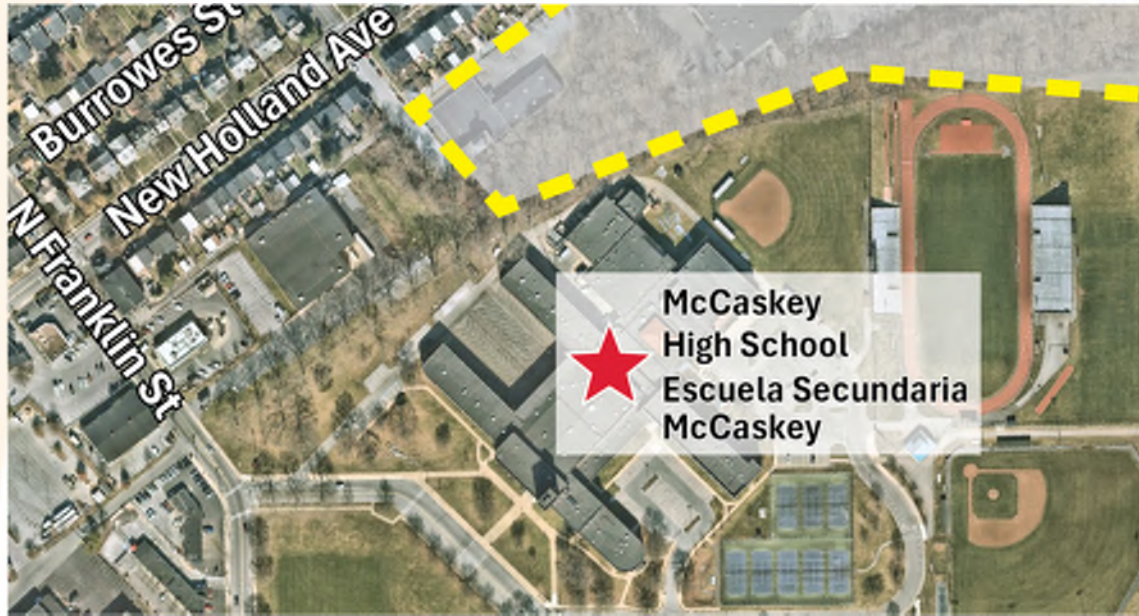 Burrowes St
New Holland Ave
N Franklin St
McCaskey
High School
Escuela Secundaria
McCaskey